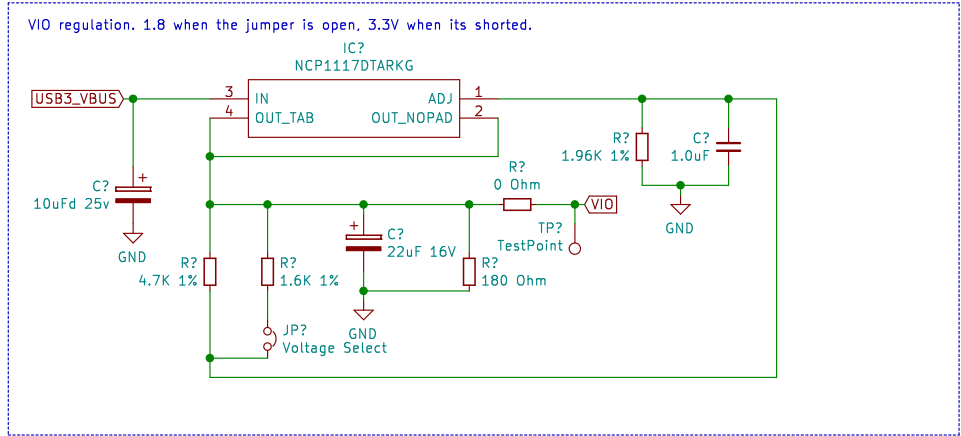 VIO regulation. 1.8 when the jumper is open, 3.3V when its shorted.
IC?
NCP1117DTARKG
USB3_VBUS
3
IN
ADJ
1
4
OUT_TAB
OUT_NOPAD
2
R?
1.96K 1%
C?
1.0uF
GND
C?
10uFd 25v
GND
R?
0 Ohm
VIO
TP?
TestPoint
C?
22uF 16V
R?
4.7K 1%
R?
1.6K 1%
R?
180 Ohm
GND
JP?
Voltage Select